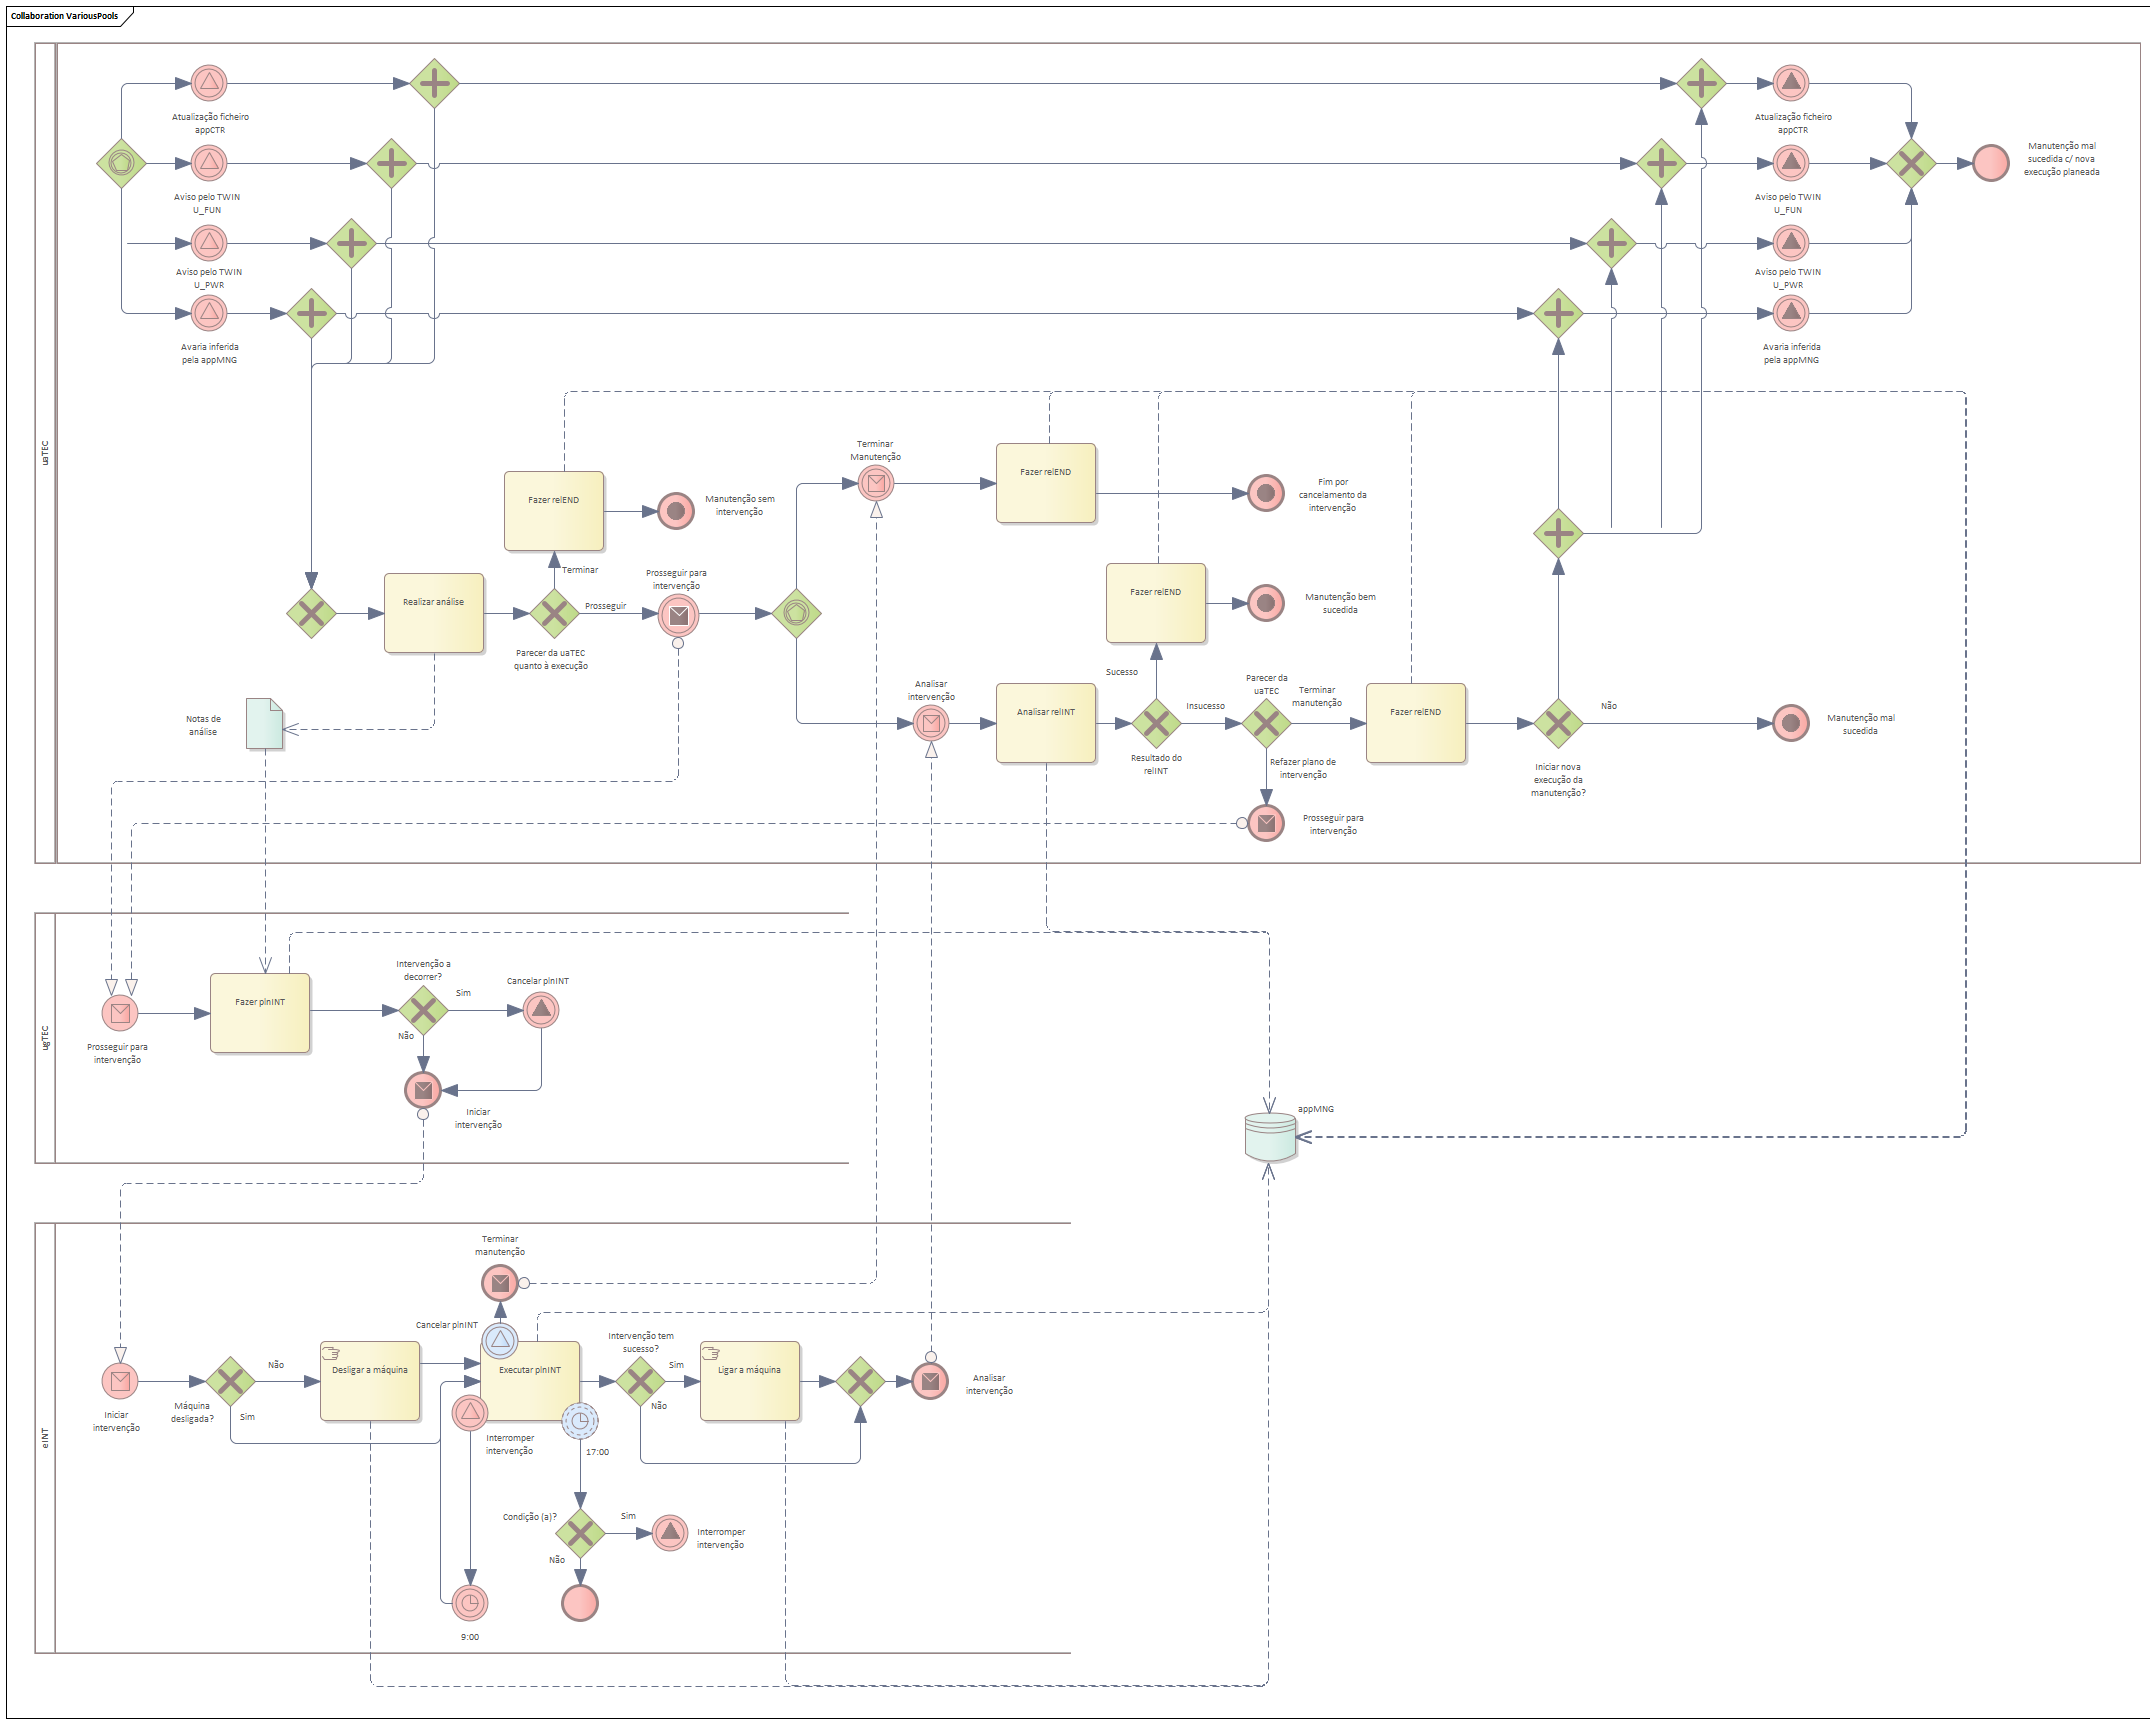 Collaboration VariousPools
uaTEC
Atualização ficheiro
appCTR
Aviso pelo TWIN
U_FUN
Aviso pelo TWIN
U_PWR
Avaria inferida
pela appMNG
Atualização ficheiro
appCTR
Aviso pelo TWIN
U_FUN
Aviso pelo TWIN
U_PWR
Avaria inferida
pela appMNG
Manutenção mal
sucedida c/ nova
execução planeada
Realizar análise
Fazer relEND
Manutenção sem
intervenção
Terminar
Prosseguir
Parecer da uaTEC
quanto à execução
Prosseguir para
intervenção
Terminar
Manutenção
Fazer relEND
Fim por
cancelamento da
intervenção
Fazer relEND
Manutenção bem
sucedida
Notas de
análise
Analisar
intervenção
Analisar relINT
Sucesso
Resultado do
relINT
Insucesso
Parecer da
uaTEC
Terminar
manutenção
Refazer plano de
intervenção
Fazer relEND
Iniciar nova
execução da
manutenção?
Não
Manutenção mal
sucedida
Prosseguir para
intervenção
ugTEC
Prosseguir para
intervenção
Fazer plnINT
Intervenção a
decorrer?
Sim
Não
Cancelar plnINT
Iniciar
intervenção
appMNG
eINT
Iniciar
intervenção
Máquina
desligada?
Não
Sim
Desligar a máquina
Terminar
manutenção
Cancelar plnINT
Executar plnINT
Interromper
intervenção
17:00
Intervenção tem
sucesso?
Sim
Não
Ligar a máquina
Analisar
intervenção
Condição (a)?
Sim
Não
Interromper
intervenção
9:00